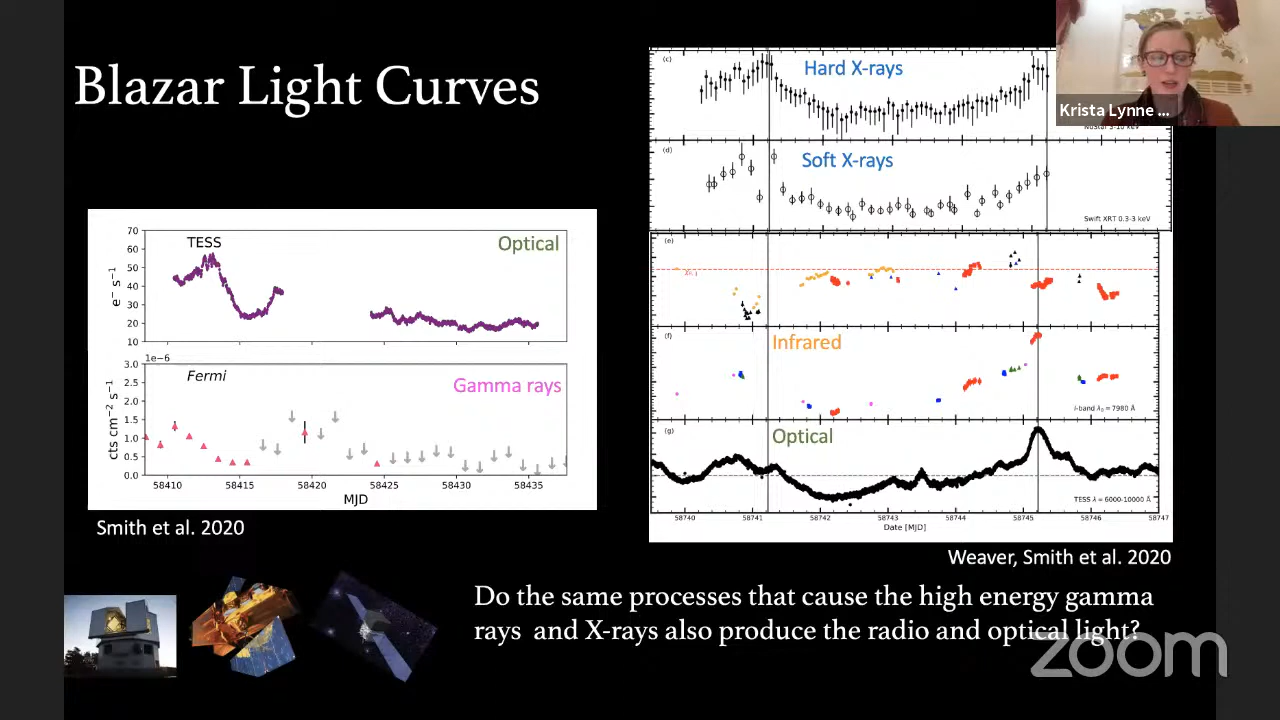 Blazar Light Curves
70
60
50
40
30
20
10
e⁻ s⁻¹
TESS
Optical
1e−6
3.0
2.5
2.0
1.5
1.0
0.5
0.0
cts cm⁻² s⁻¹
Fermi
Gamma rays
58410
58415
58420
58425
58430
58435
MJD
Smith et al. 2020
(c)
Hard X-rays
NuStar 3-10 keV
(d)
Soft X-rays
Swift XRT 0.3-3 keV
(e)
(f)
Infrared
i-band λ₀ = 7980 Å
(g)
Optical
TESS λ = 6000-10000 Å
58740
58741
58742
58743
58744
58745
58746
58747
Date [MJD]
Weaver, Smith et al. 2020
Do the same processes that cause the high energy gamma
rays and X-rays also produce the radio and optical light?
Krista Lynne ...
zoom